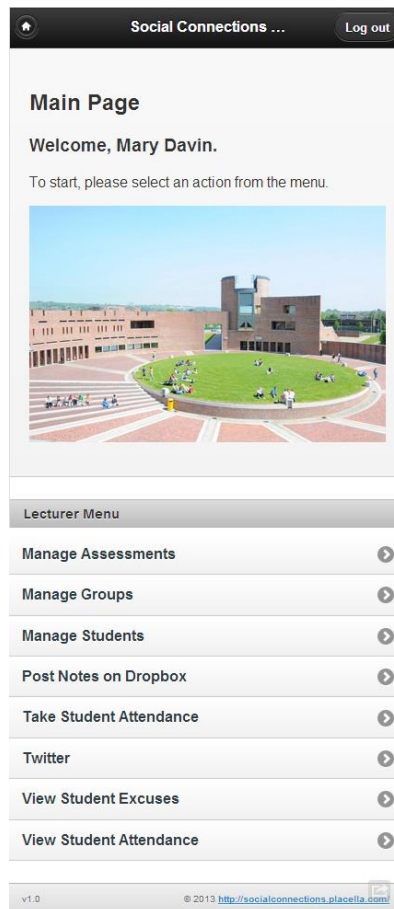 Social Connections ...
Log out
Main Page
Welcome, Mary Davin.
To start, please select an action from the menu.
Lecturer Menu
Manage Assessments
Manage Groups
Manage Students
Post Notes on Dropbox
Take Student Attendance
Twitter
View Student Excuses
View Student Attendance
v1.0
© 2013 http://socialconnections.placella.com/